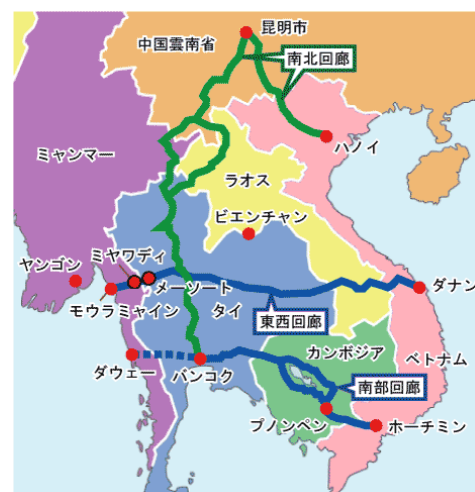 昆明市
中国雲南省
南北回廊
ハノイ
ミャンマー
ラオス
ビエンチャン
ヤンゴン
ミヤワディ
メーソート
モウラミャイン
タイ
東西回廊
ダナン
カンボジア
ベトナム
ダウェー
バンコク
南部回廊
プノンペン
ホーチミン